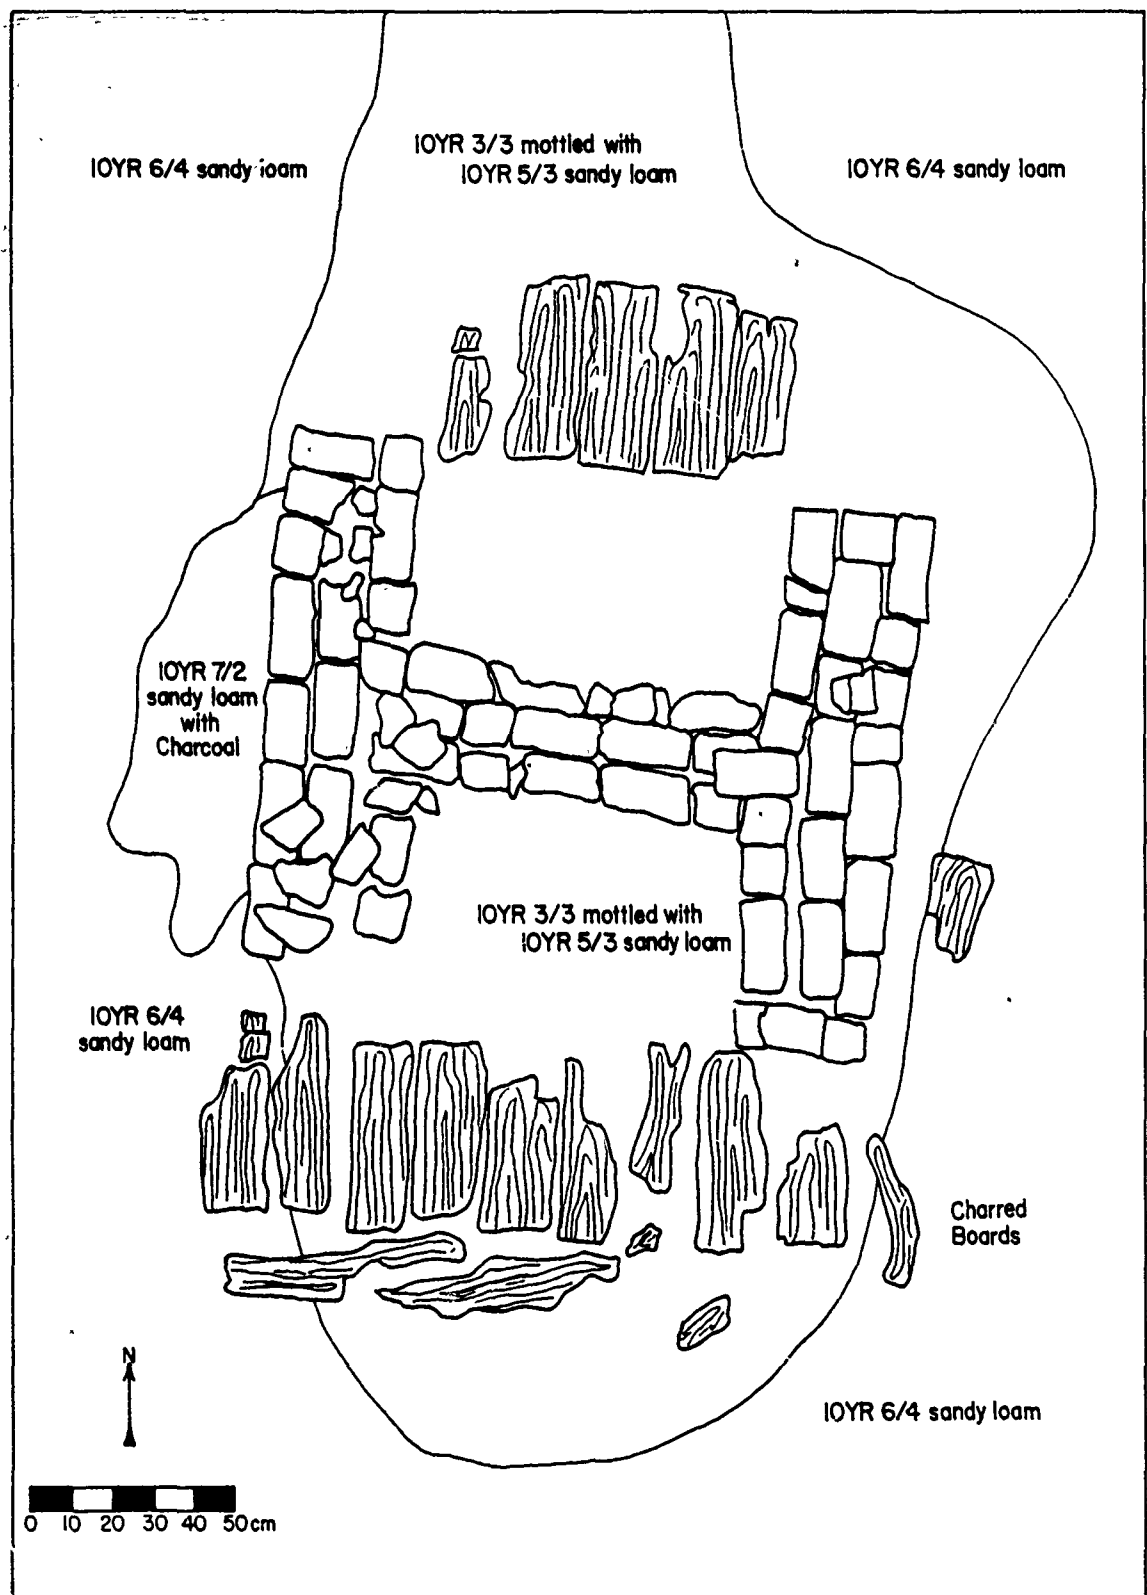 10YR 6/4 sandy loam
10YR 3/3 mottled with
10YR 5/3 sandy loam
10YR 6/4 sandy loam
10YR 7/2
sandy loam
with
Charcoal
10YR 3/3 mottled with
10YR 5/3 sandy loam
10YR 6/4
sandy loam
Charred
Boards
10YR 6/4 sandy loam
N
0 10 20 30 40 50cm